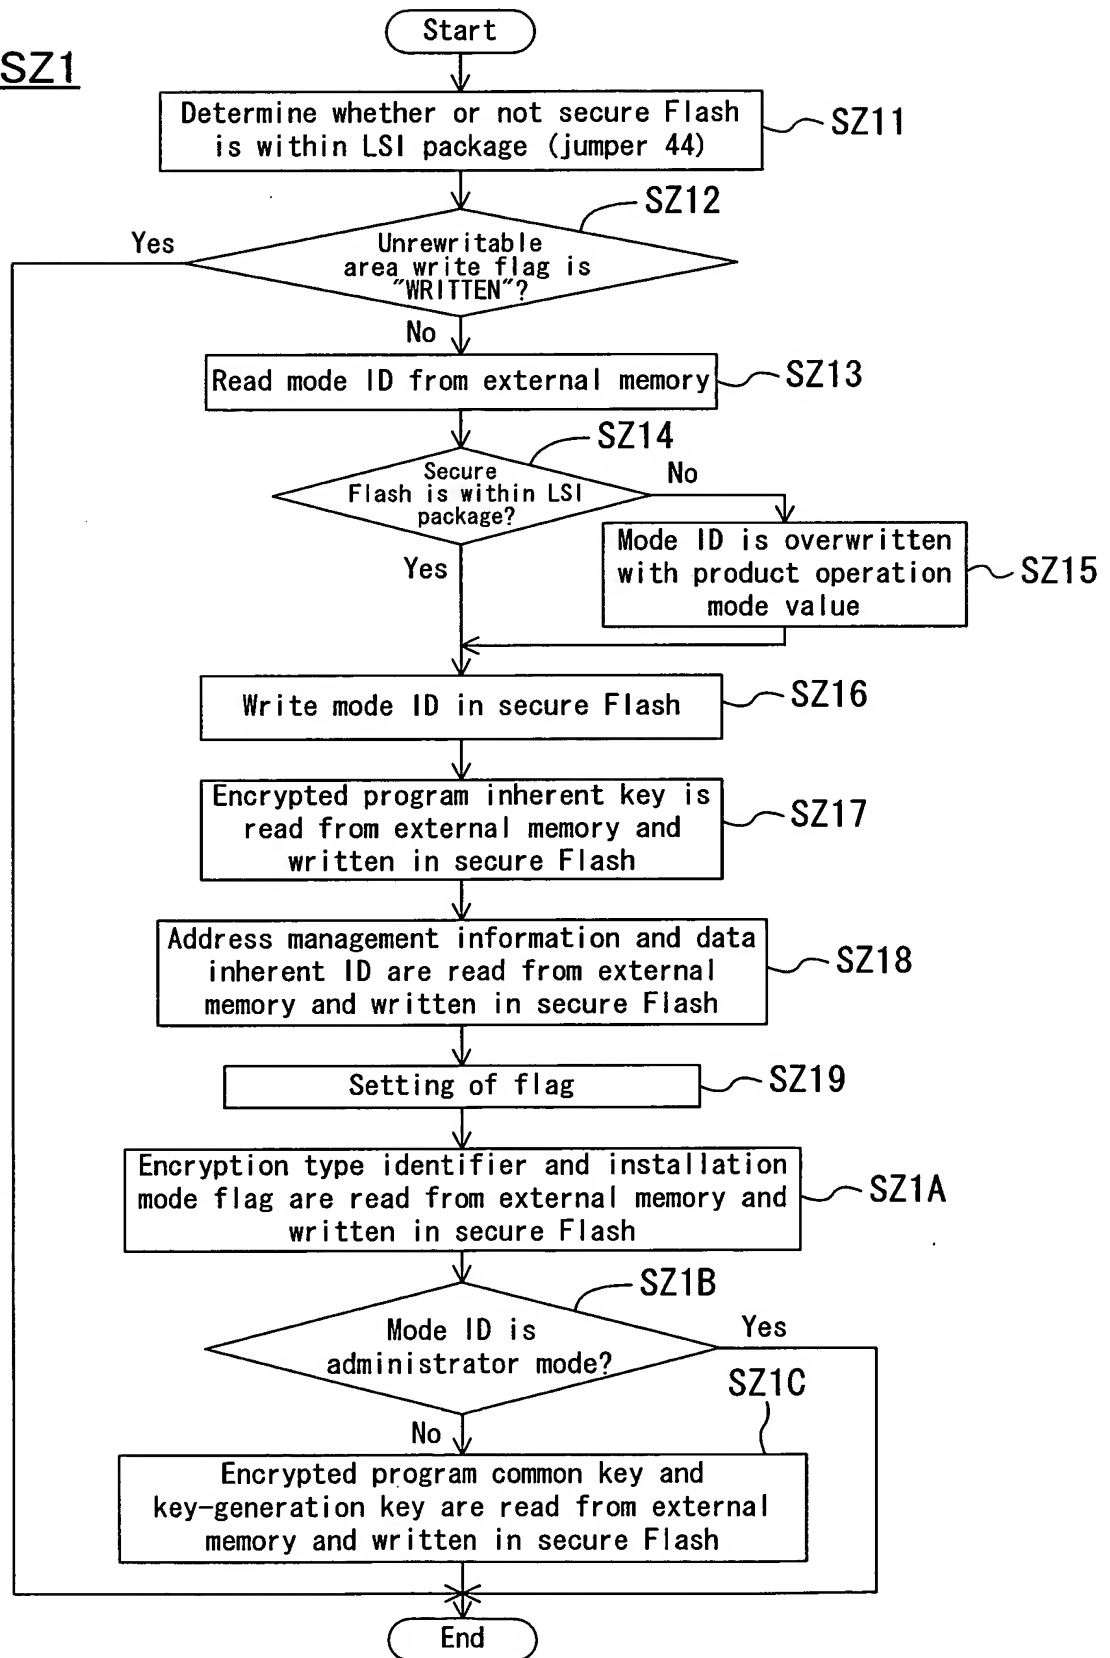 Start
SZ1
Determine whether or not secure Flash
is within LSI package (jumper 44)
SZ11
SZ12
Yes
Unrewritable
area write flag is
"WRITTEN"?
No
Read mode ID from external memory
SZ13
SZ14
Secure
Flash is within LSI
package?
No
Yes
Mode ID is overwritten
with product operation
mode value
SZ15
Write mode ID in secure Flash
SZ16
Encrypted program inherent key is
read from external memory and
written in secure Flash
SZ17
Address management information and data
inherent ID are read from external
memory and written in secure Flash
SZ18
Setting of flag
SZ19
Encryption type identifier and installation
mode flag are read from external memory and
written in secure Flash
SZ1A
SZ1B
Mode ID is
administrator mode?
Yes
SZ1C
No
Encrypted program common key and
key-generation key are read from external
memory and written in secure Flash
End